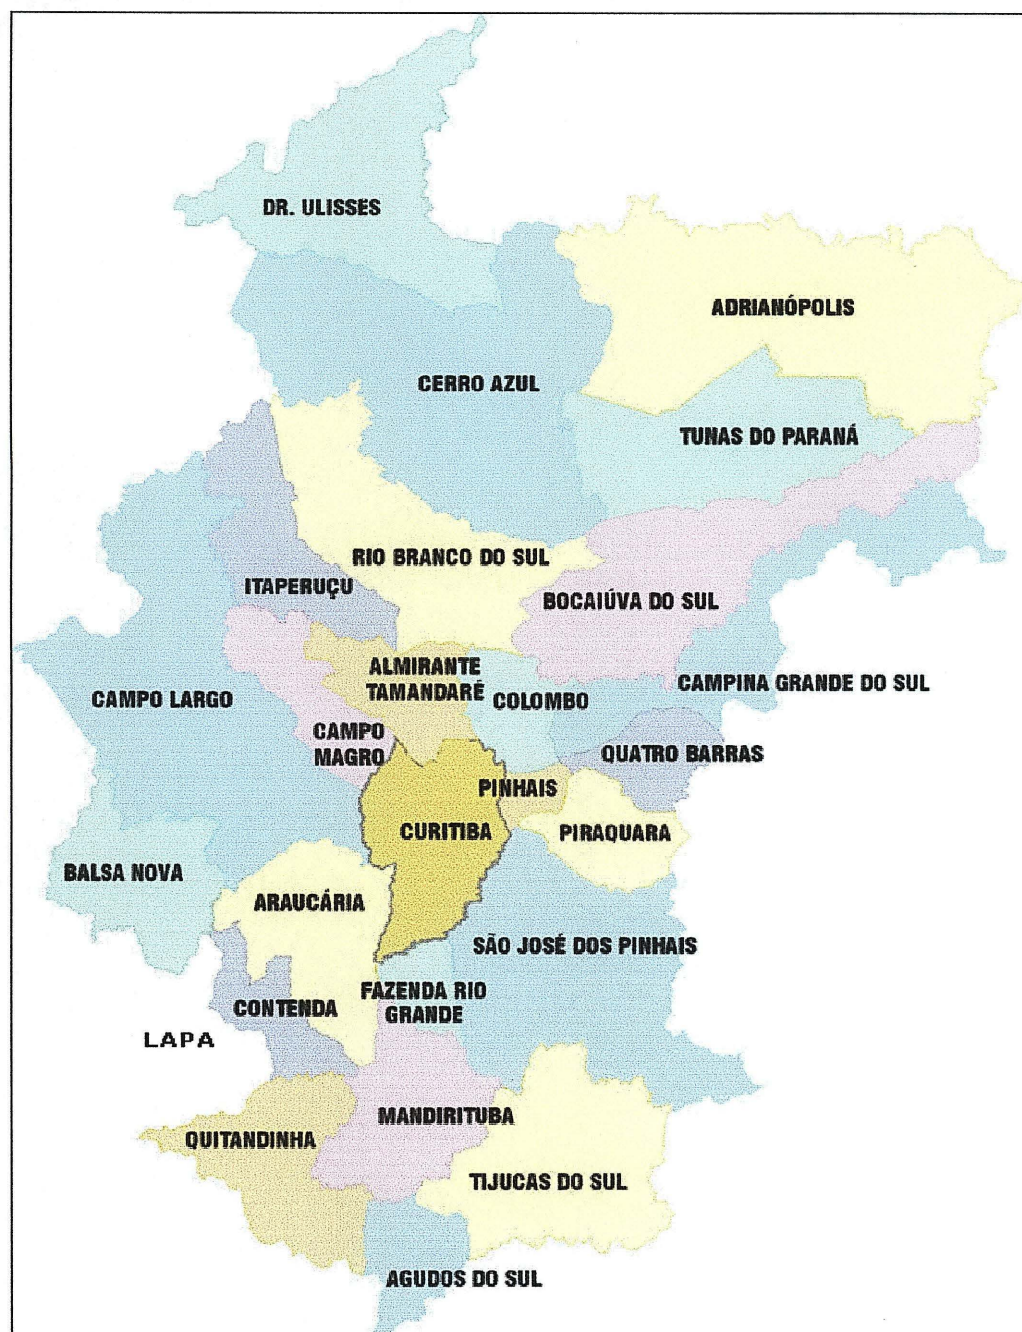 DR. ULISSES
ADRIANÓPOLIS
CERRO AZUL
TUNAS DO PARANÁ
RIO BRANCO DO SUL
ITAPERUÇU
BOCAIÚVA DO SUL
ALMIRANTE
TAMANDARÉ
CAMPINA GRANDE DO SUL
CAMPO LARGO
COLOMBO
CAMPO
MAGRO
QUATRO BARRAS
PINHAIS
CURITIBA
PIRAQUARA
BALSA NOVA
ARAUCÁRIA
SÃO JOSÉ DOS PINHAIS
FAZENDA RIO
GRANDE
CONTENDA
LAPA
MANDIRITUBA
QUITANDINHA
TIJUCAS DO SUL
AGUDOS DO SUL